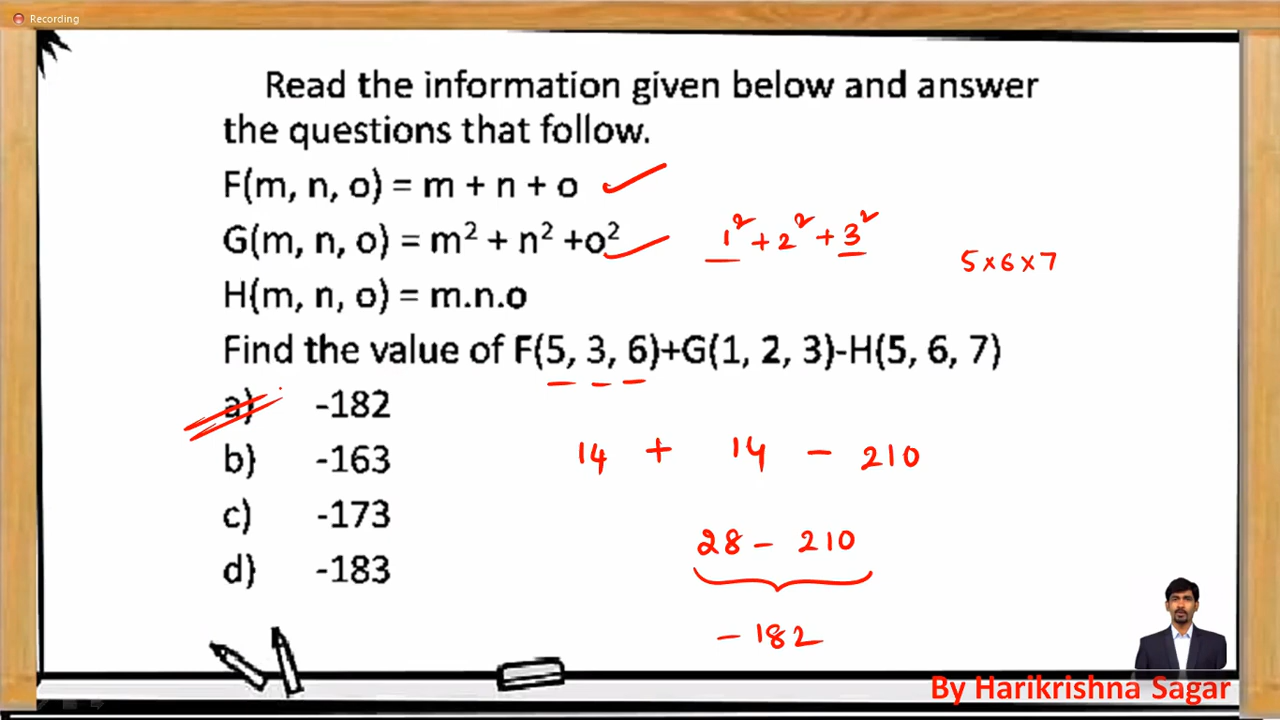 Recording
Read the information given below and answer
the questions that follow.
F(m, n, o) = m + n + o
G(m, n, o) = m² + n² +o²
1² + 2² + 3²
5 × 6 × 7
H(m, n, o) = m.n.o
Find the value of F(5, 3, 6)+G(1, 2, 3)-H(5, 6, 7)
a) -182
b) -163
14 + 14 - 210
c) -173
28 - 210
d) -183
- 182
By Harikrishna Sagar